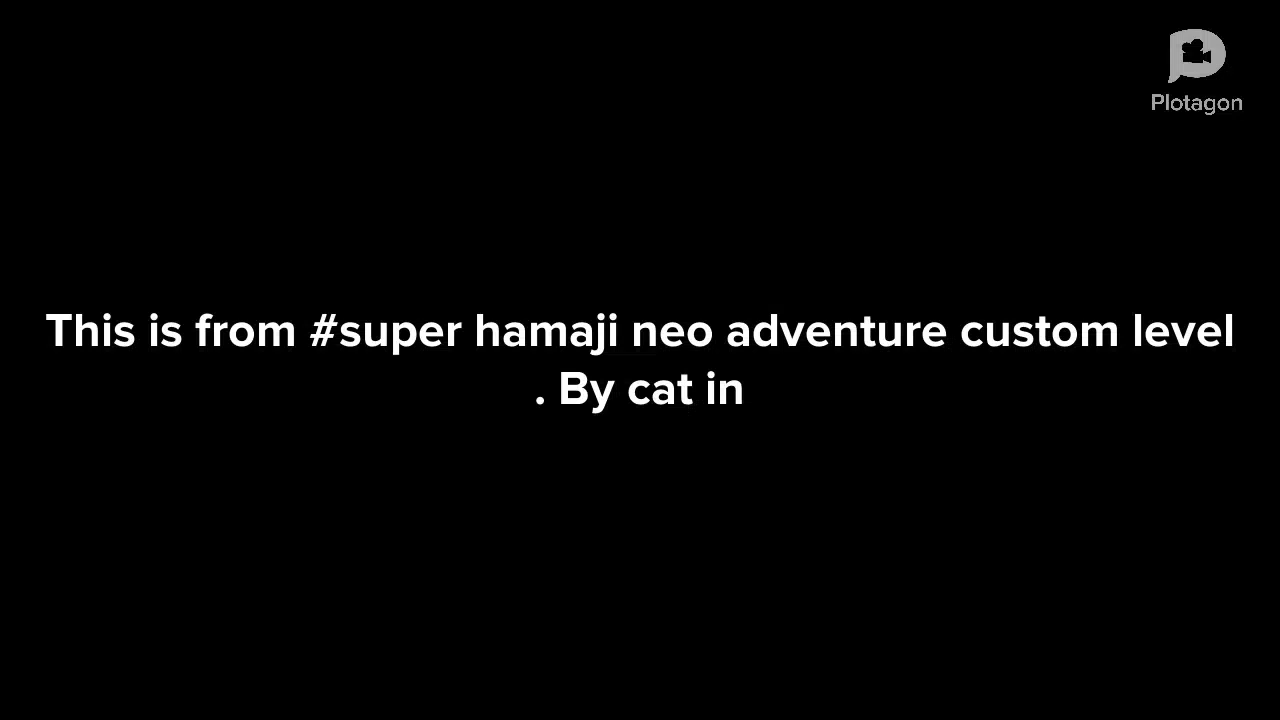 Plotagon
This is from #super hamaji neo adventure custom level
. By cat in